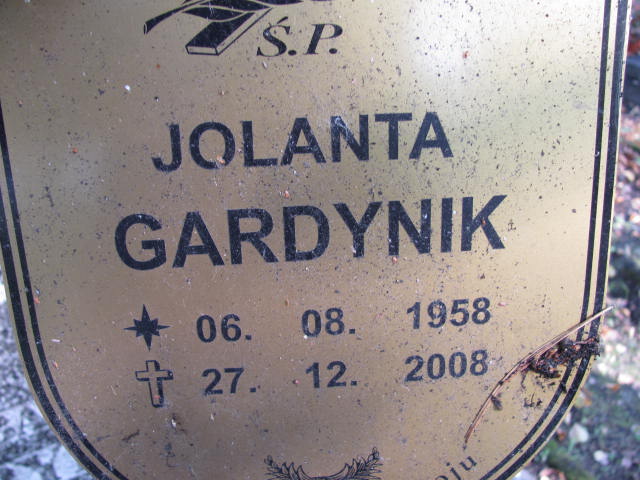 Ś.P.
JOLANTA
GARDYNIK
06. 08. 1958
27. 12. 2008